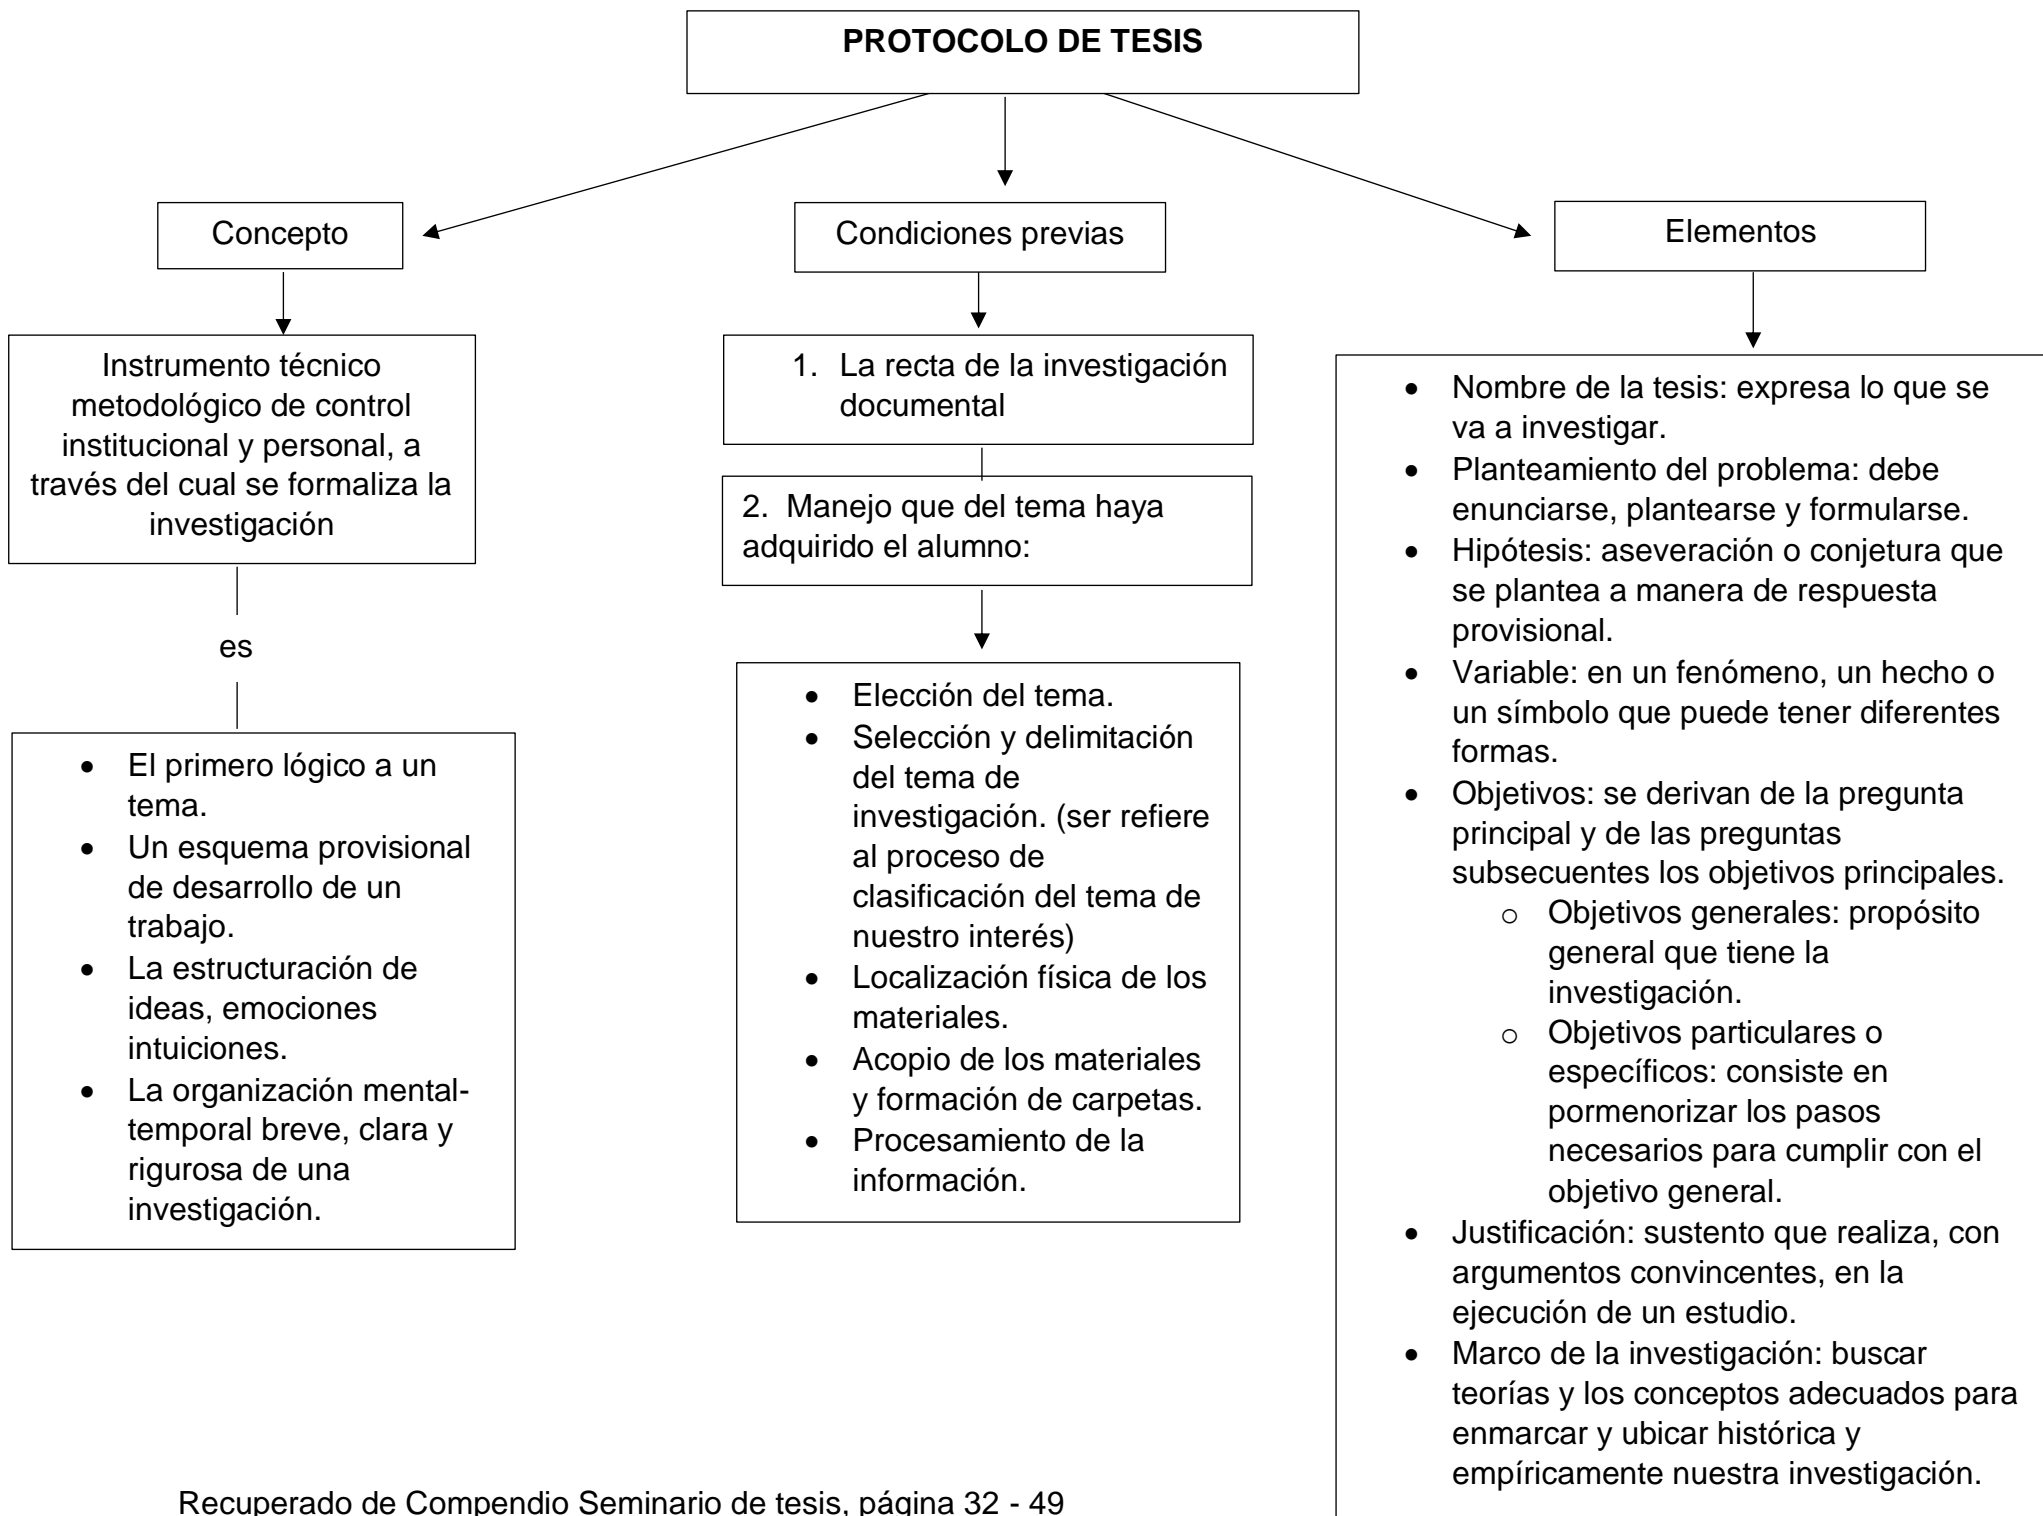 PROTOCOLO DE TESIS
Concepto
Condiciones previas
Elementos
Instrumento técnico
metodológico de control
institucional y personal, a
través del cual se formaliza la
investigación
es
• El primero lógico a un
tema.
• Un esquema provisional
de desarrollo de un
trabajo.
• La estructuración de
ideas, emociones
intuiciones.
• La organización mental-
temporal breve, clara y
rigurosa de una
investigación.
1. La recta de la investigación
documental
2. Manejo que del tema haya
adquirido el alumno:
• Elección del tema.
• Selección y delimitación
del tema de
investigación. (ser refiere
al proceso de
clasificación del tema de
nuestro interés)
• Localización física de los
materiales.
• Acopio de los materiales
y formación de carpetas.
• Procesamiento de la
información.
• Nombre de la tesis: expresa lo que se
va a investigar.
• Planteamiento del problema: debe
enunciarse, plantearse y formularse.
• Hipótesis: aseveración o conjetura que
se plantea a manera de respuesta
provisional.
• Variable: en un fenómeno, un hecho o
un símbolo que puede tener diferentes
formas.
• Objetivos: se derivan de la pregunta
principal y de las preguntas
subsecuentes los objetivos principales.
o Objetivos generales: propósito
general que tiene la
investigación.
o Objetivos particulares o
específicos: consiste en
pormenorizar los pasos
necesarios para cumplir con el
objetivo general.
• Justificación: sustento que realiza, con
argumentos convincentes, en la
ejecución de un estudio.
• Marco de la investigación: buscar
teorías y los conceptos adecuados para
enmarcar y ubicar histórica y
empíricamente nuestra investigación.
Recuperado de Compendio Seminario de tesis, página 32 - 49